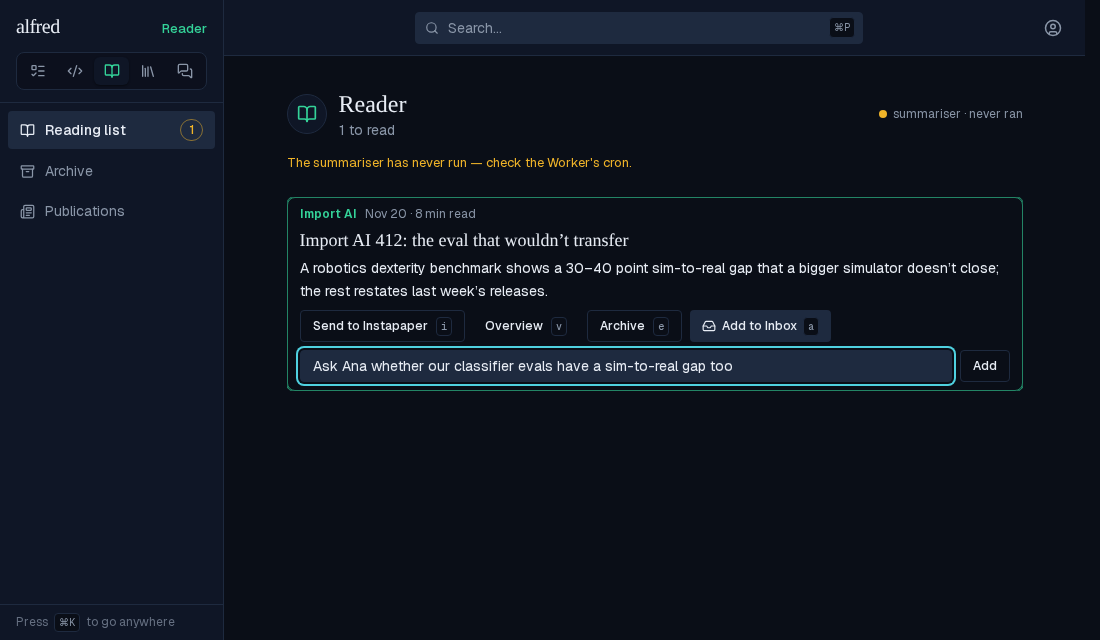 alfred
Reader
Search...
⌘P
Reading list
1
Archive
Publications
Reader
1 to read
summariser · never ran
The summariser has never run — check the Worker's cron.
Import AI Nov 20 · 8 min read
Import AI 412: the eval that wouldn’t transfer
A robotics dexterity benchmark shows a 30–40 point sim-to-real gap that a bigger simulator doesn’t close;
the rest restates last week’s releases.
Send to Instapaper i Overview v Archive e Add to Inbox a
Ask Ana whether our classifier evals have a sim-to-real gap too
Add
Press ⌘K to go anywhere